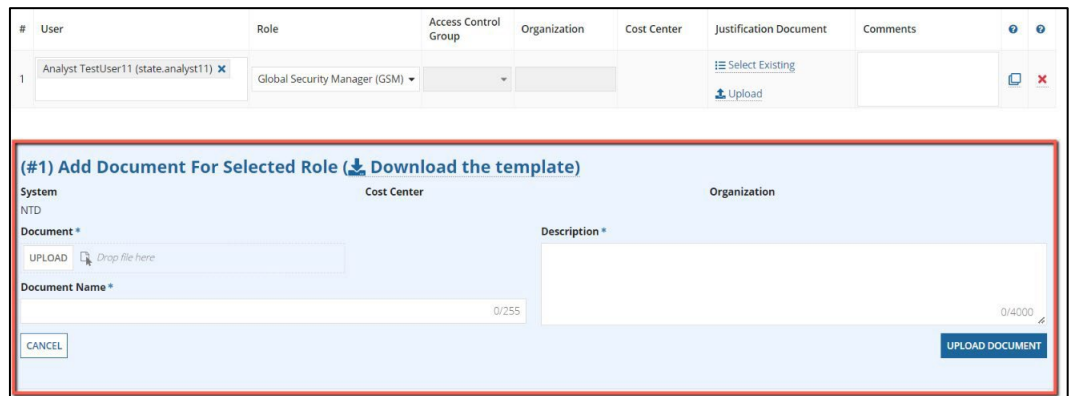 # User Role Access Control Group Organization Cost Center Justification Document Comments
1 Analyst TestUser11 (state.analyst11) Global Security Manager (GSM) Select Existing
Upload
(#1) Add Document For Selected Role (Download the template)
System Cost Center Organization
NTD
Document * Description *
UPLOAD Drop file here
Document Name *
0/255 0/4000
CANCEL UPLOAD DOCUMENT